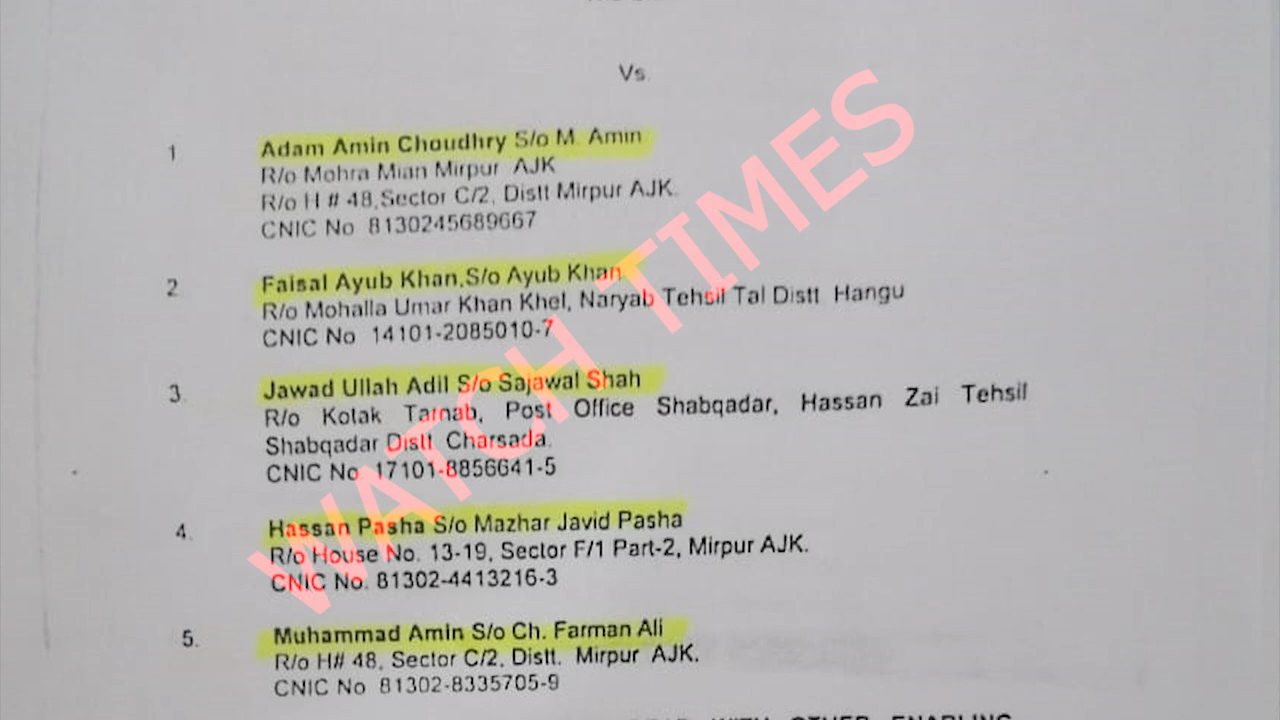 Vs.
1 Adam Amin Choudhry S/o M. Amin
R/o Mohra Mian Mirpur AJK
R/o H # 48,Sector C/2, Distt Mirpur AJK.
CNIC No 8130245689667
2 Faisal Ayub Khan,S/o Ayub Khan
R/o Mohalla Umar Khan Khel, Naryab Tehsil Tal Distt Hangu
CNIC No 14101-2085010-7
3. Jawad Ullah Adil S/o Sajawal Shah
R/o Kotak Tarnab, Post Office Shabqadar, Hassan Zai Tehsil
Shabqadar Distt Charsada.
CNIC No 17101-8856641-5
4. Hassan Pasha S/o Mazhar Javid Pasha
R/o House No. 13-19, Sector F/1 Part-2, Mirpur AJK.
CNIC No. 81302-4413216-3
5. Muhammad Amin S/o Ch. Farman Ali
R/o H# 48, Sector C/2, Distt. Mirpur AJK.
CNIC No 81302-8335705-9
WITH OTHER ENABLING
WATCH TIMES